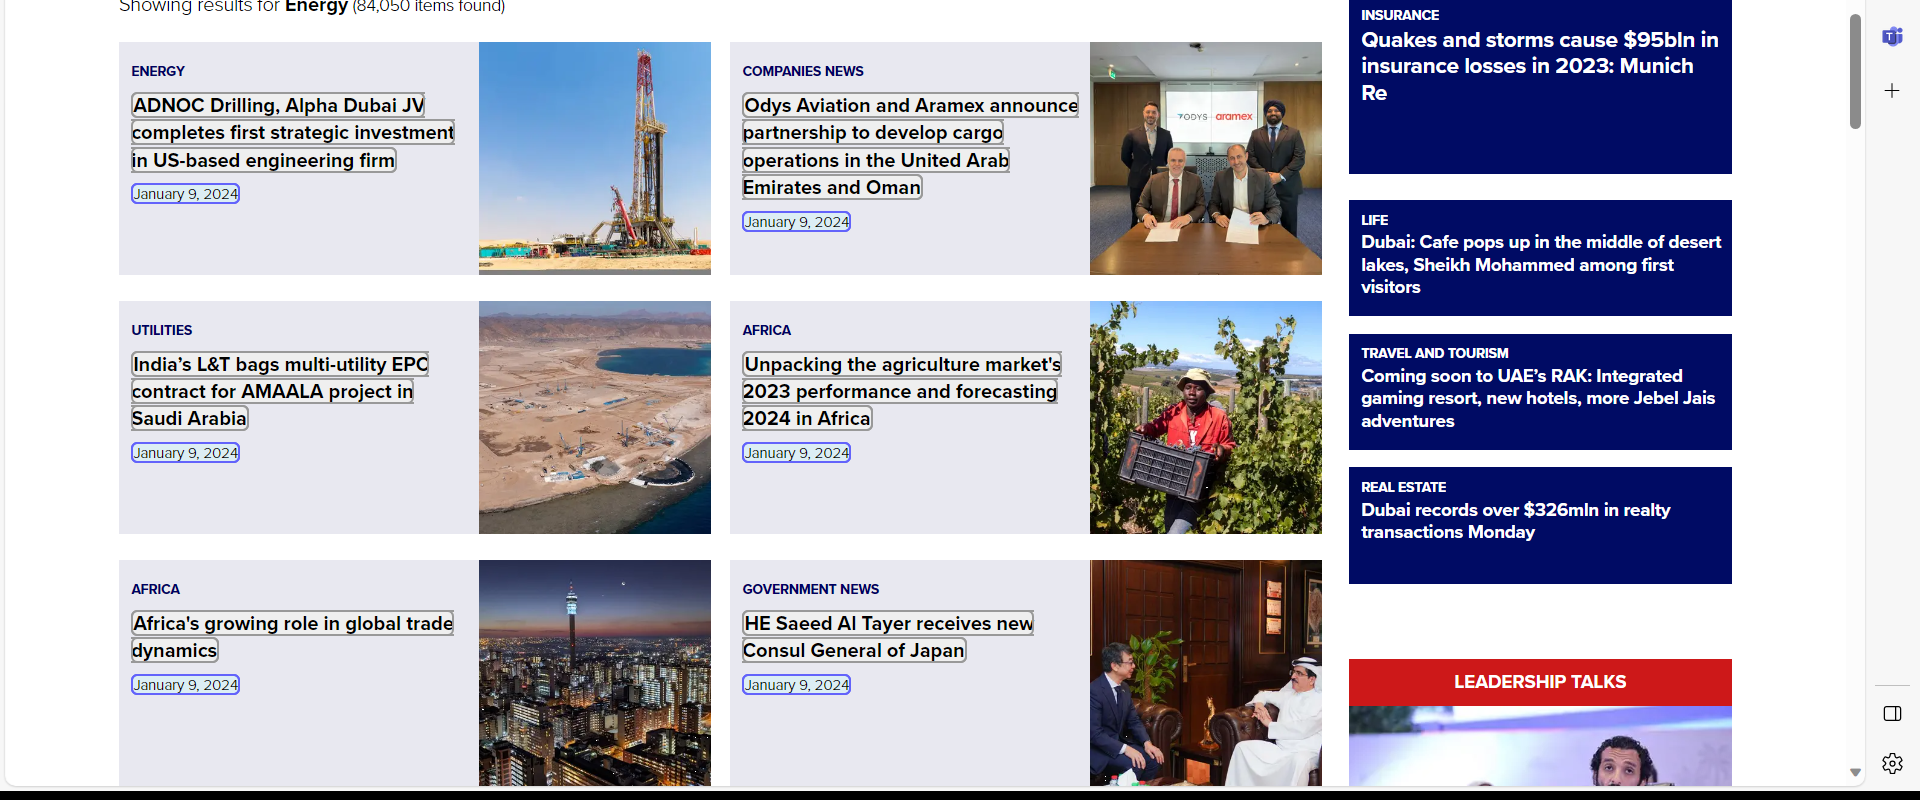 Showing results for Energy (84,050 items found)
ENERGY
ADNOC Drilling, Alpha Dubai JV
completes first strategic investment
in US-based engineering firm
January 9, 2024
COMPANIES NEWS
Odys Aviation and Aramex announce
partnership to develop cargo
operations in the United Arab
Emirates and Oman
January 9, 2024
ODYS aramex
UTILITIES
India’s L&T bags multi-utility EPC
contract for AMAALA project in
Saudi Arabia
January 9, 2024
AFRICA
Unpacking the agriculture market's
2023 performance and forecasting
2024 in Africa
January 9, 2024
AFRICA
Africa's growing role in global trade
dynamics
January 9, 2024
GOVERNMENT NEWS
HE Saeed Al Tayer receives new
Consul General of Japan
January 9, 2024
INSURANCE
Quakes and storms cause $95bln in
insurance losses in 2023: Munich
Re
LIFE
Dubai: Cafe pops up in the middle of desert
lakes, Sheikh Mohammed among first
visitors
TRAVEL AND TOURISM
Coming soon to UAE’s RAK: Integrated
gaming resort, new hotels, more Jebel Jais
adventures
REAL ESTATE
Dubai records over $326mln in realty
transactions Monday
LEADERSHIP TALKS